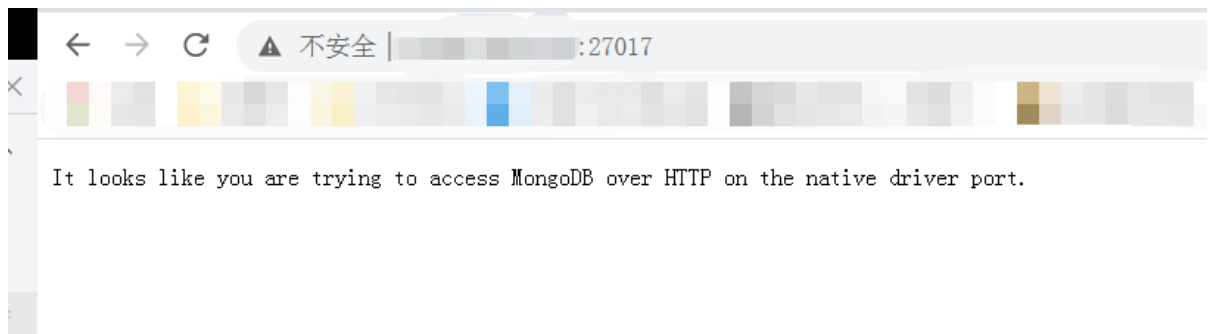 不安全 | :27017
It looks like you are trying to access MongoDB over HTTP on the native driver port.